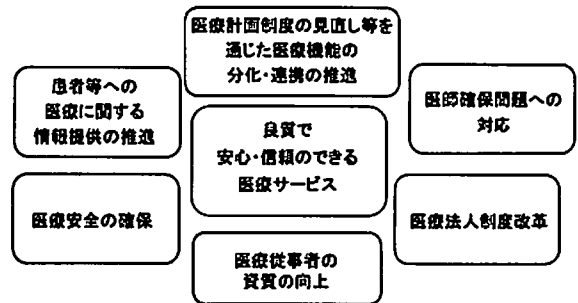 医療計画制度の見直し等を
通じた医療機能の
分化・連携の推進
患者等への
医療に関する
情報提供の推進
医師確保問題への
対応
良質で
安心・信頼のできる
医療サービス
医療安全の確保
医療法人制度改革
医療従事者の
資質の向上